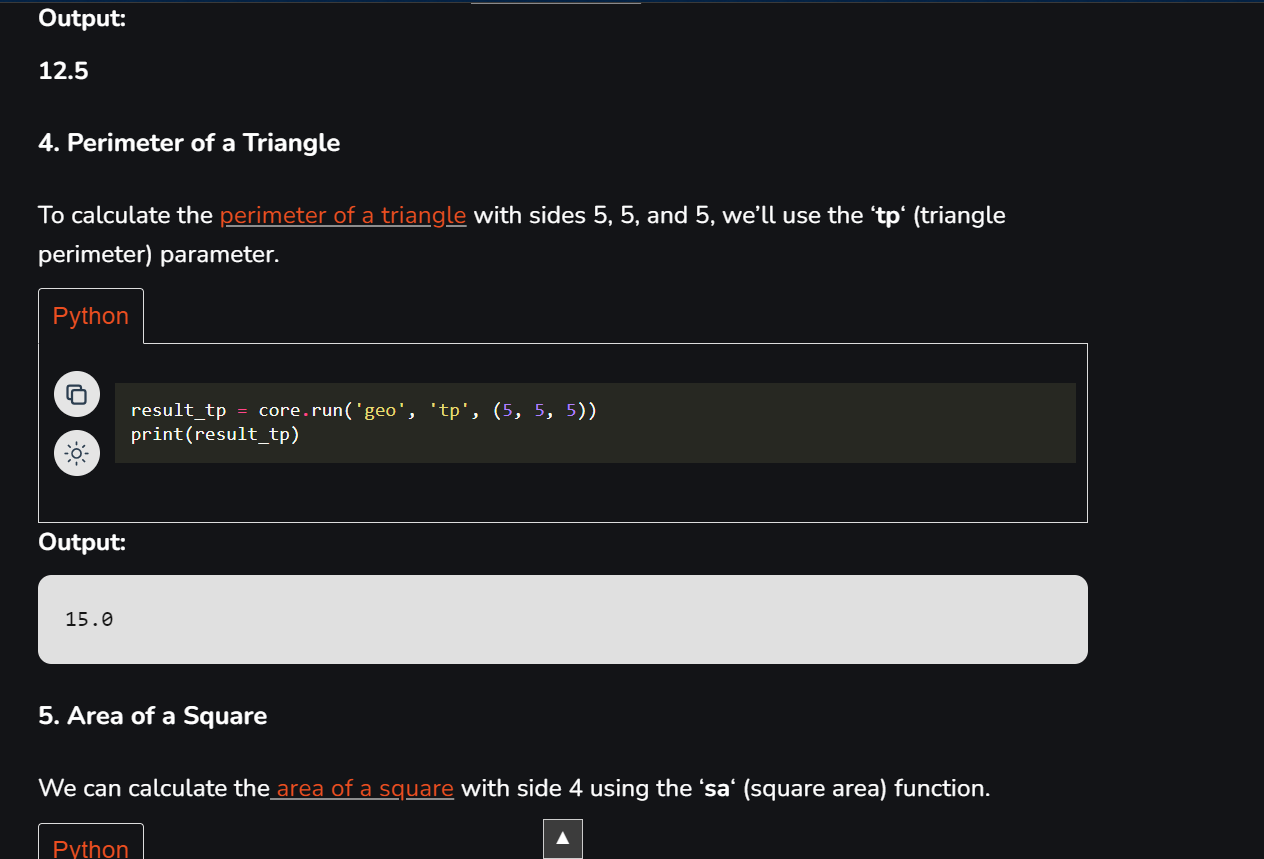 Output:
12.5
4. Perimeter of a Triangle
To calculate the perimeter of a triangle with sides 5, 5, and 5, we’ll use the ‘tp‘ (triangle
perimeter) parameter.
Python
result_tp = core.run('geo', 'tp', (5, 5, 5))
print(result_tp)
Output:
15.0
5. Area of a Square
We can calculate the area of a square with side 4 using the ‘sa‘ (square area) function.
Python